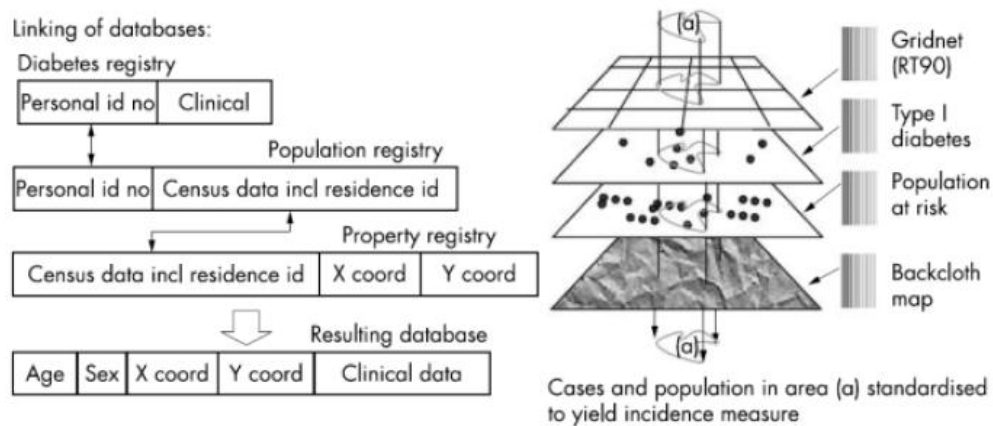 Linking of databases:
Diabetes registry
Personal id no Clinical
Population registry
Personal id no Census data incl residence id
Property registry
Census data incl residence id X coord Y coord
Resulting database
Age Sex X coord Y coord Clinical data
(a)
Gridnet
(RT90)
Type I
diabetes
Population
at risk
Backcloth
map
(a)
Cases and population in area (a) standardised
to yield incidence measure